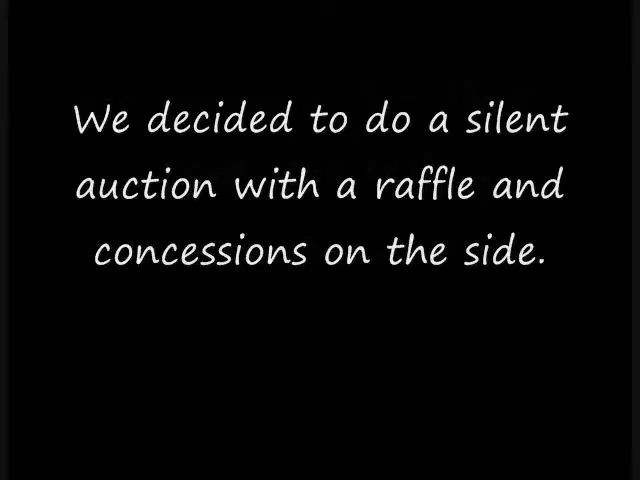 We decided to do a silent
auction with a raffle and
concessions on the side.